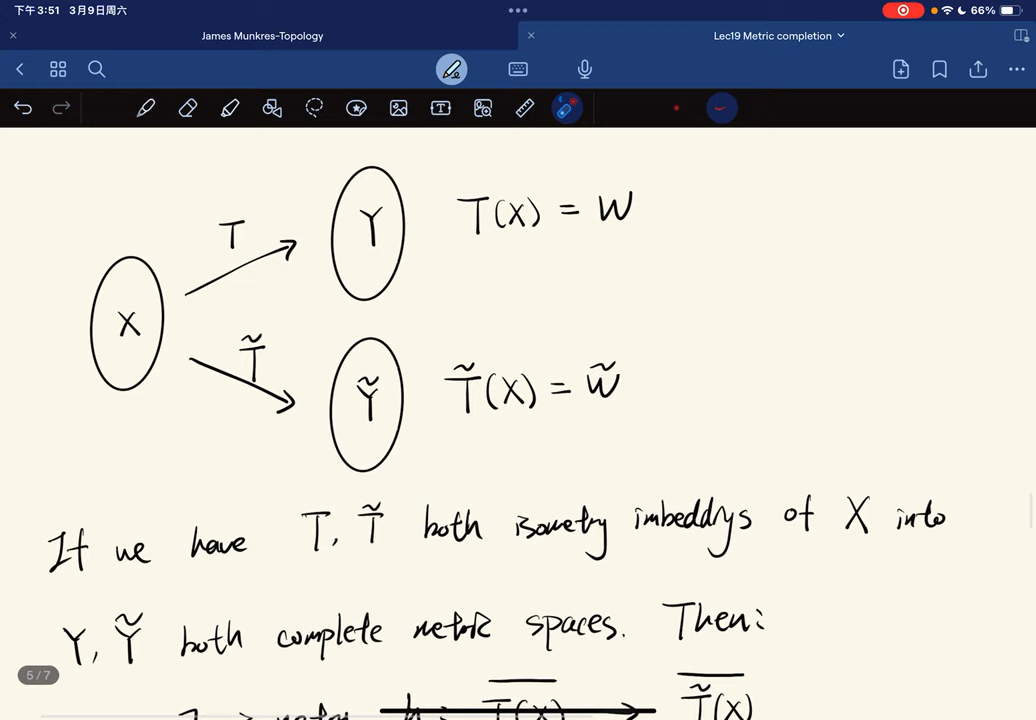 下午3:51 3月9日周六
66%
James Munkres-Topology
Lec19 Metric completion
T
Y
T(X) = W
X
T̃
Ỹ
T̃(X) = W̃
If we have T, T̃ both isometry imbeddys of X into
Y, Ỹ both complete metric spaces. Then:
5 / 7
h: T(X) → T̃(X)